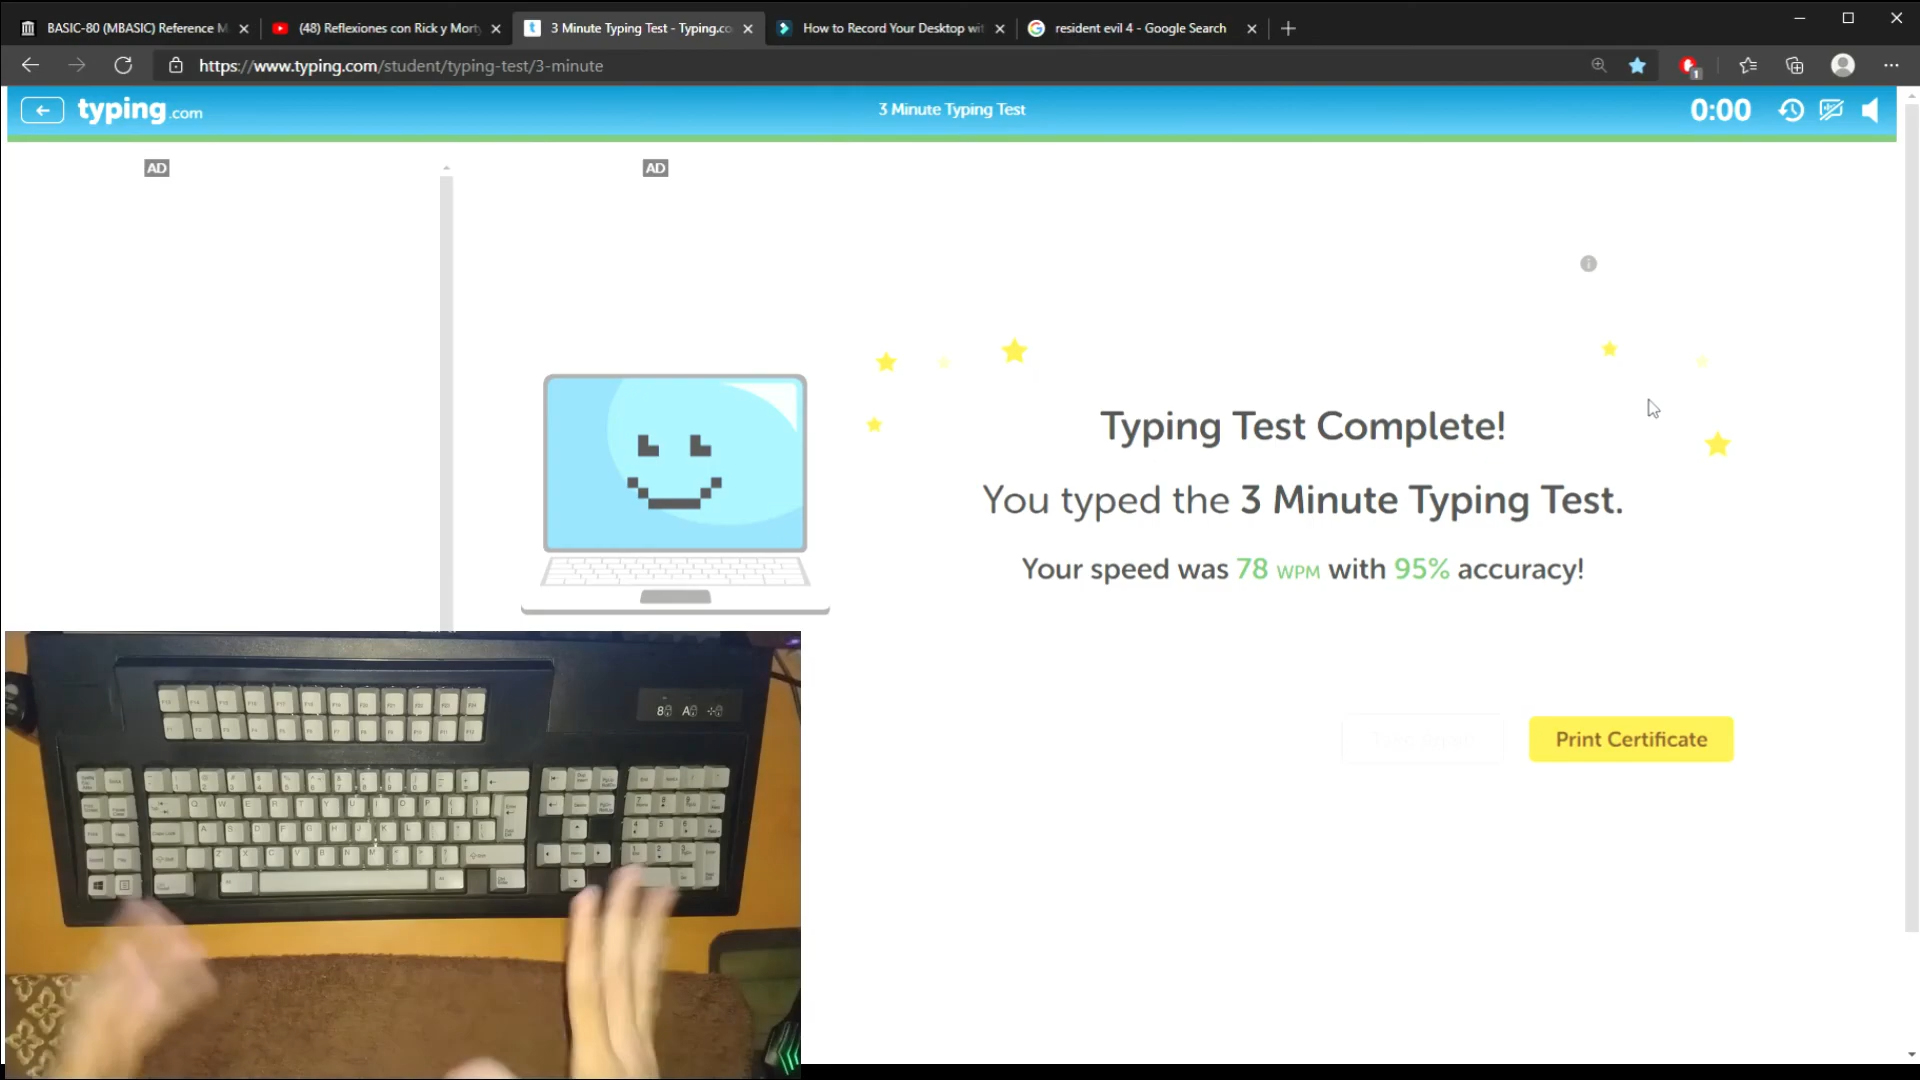 BASIC-80 (MBASIC) Reference M
(48) Reflexiones con Rick y Morty
3 Minute Typing Test - Typing.co
How to Record Your Desktop wit
resident evil 4 - Google Search
https://www.typing.com/student/typing-test/3-minute
1
typing.com
3 Minute Typing Test
0:00
AD
AD
Typing Test Complete!
You typed the 3 Minute Typing Test.
Your speed was 78 WPM with 95% accuracy!
Print Certificate
Q W E R T Y U I O P
A S D F G H J K L
Z X C V B N M